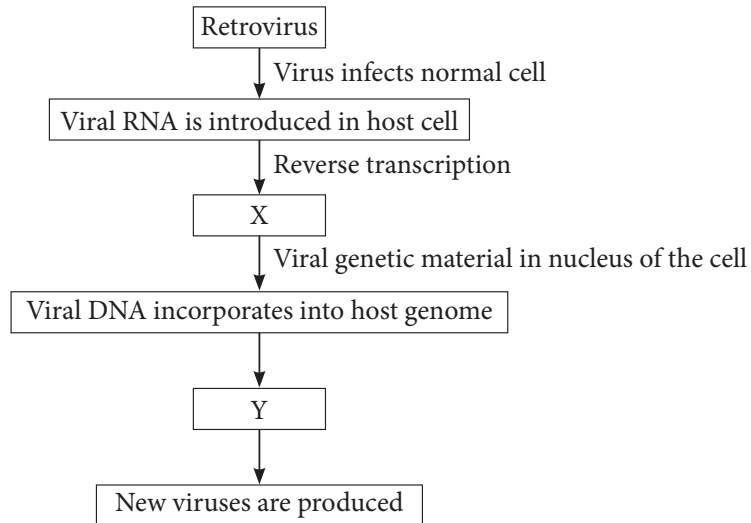 Retrovirus
Virus infects normal cell
Viral RNA is introduced in host cell
Reverse transcription
X
Viral genetic material in nucleus of the cell
Viral DNA incorporates into host genome
Y
New viruses are produced